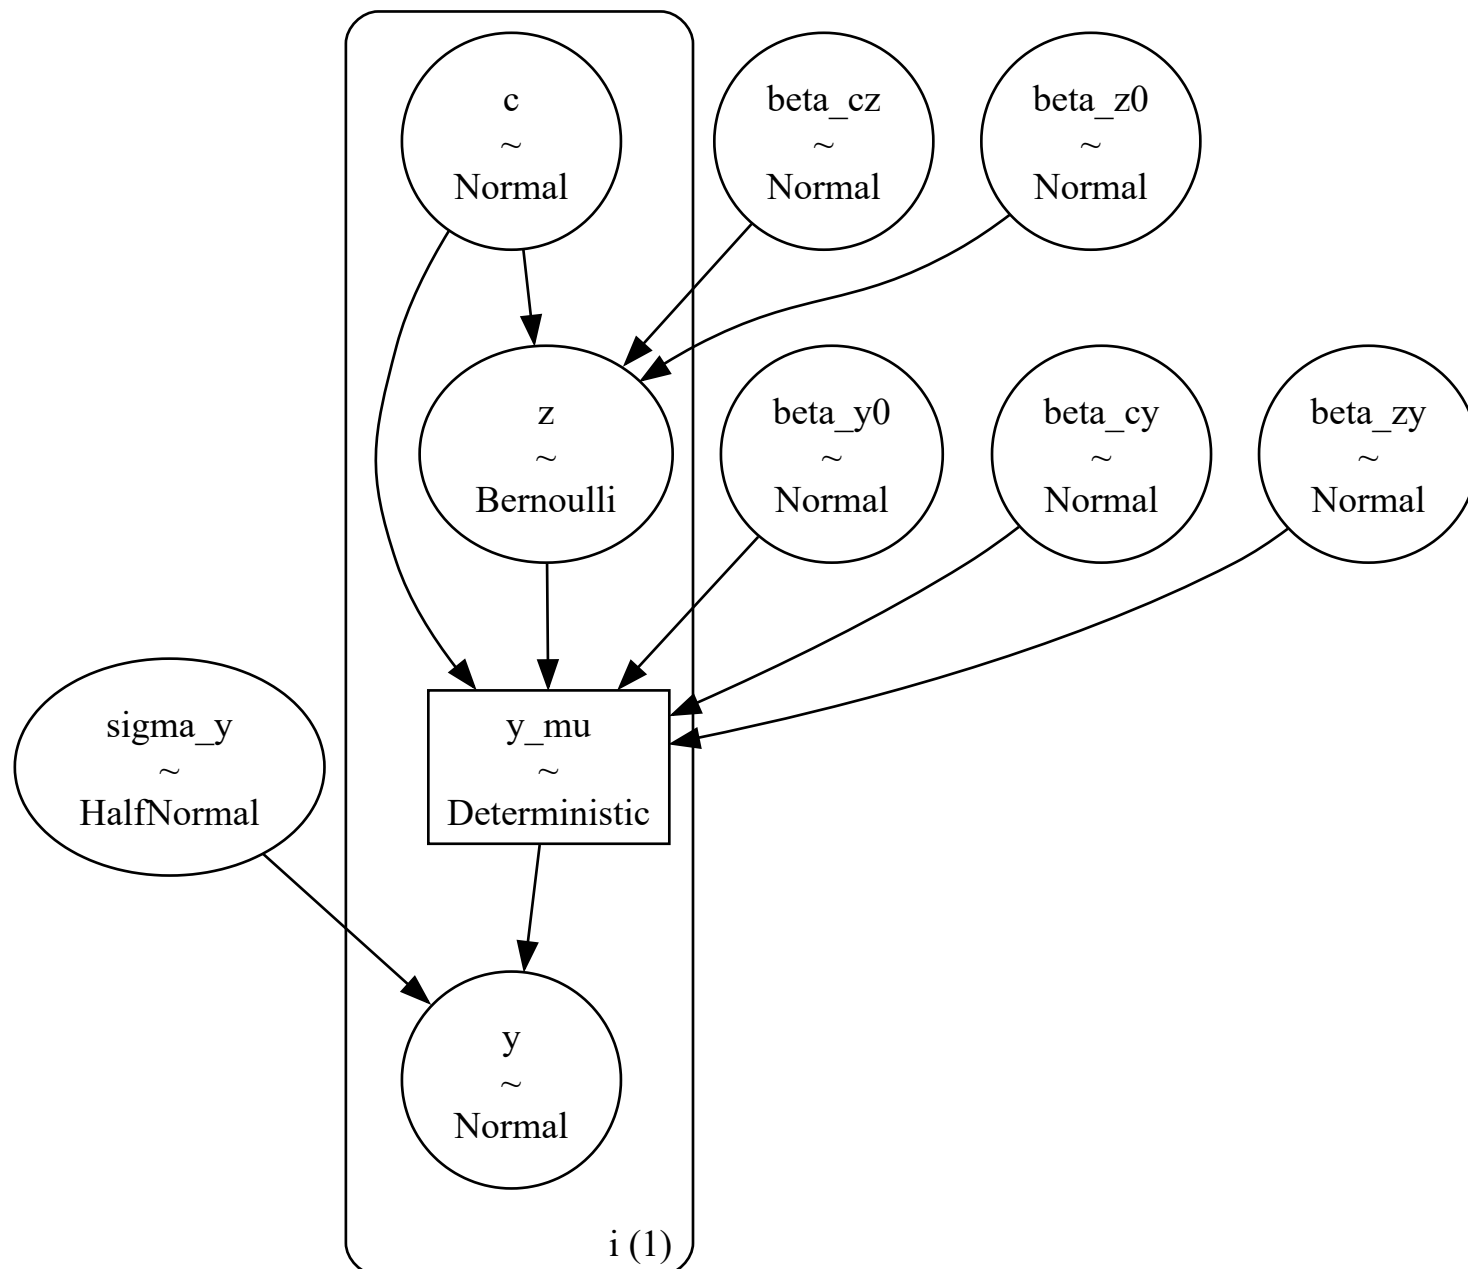 c
~
Normal
beta_cz
~
Normal
beta_z0
~
Normal
z
~
Bernoulli
beta_y0
~
Normal
beta_cy
~
Normal
beta_zy
~
Normal
sigma_y
~
HalfNormal
y_mu
~
Deterministic
y
~
Normal
i (1)